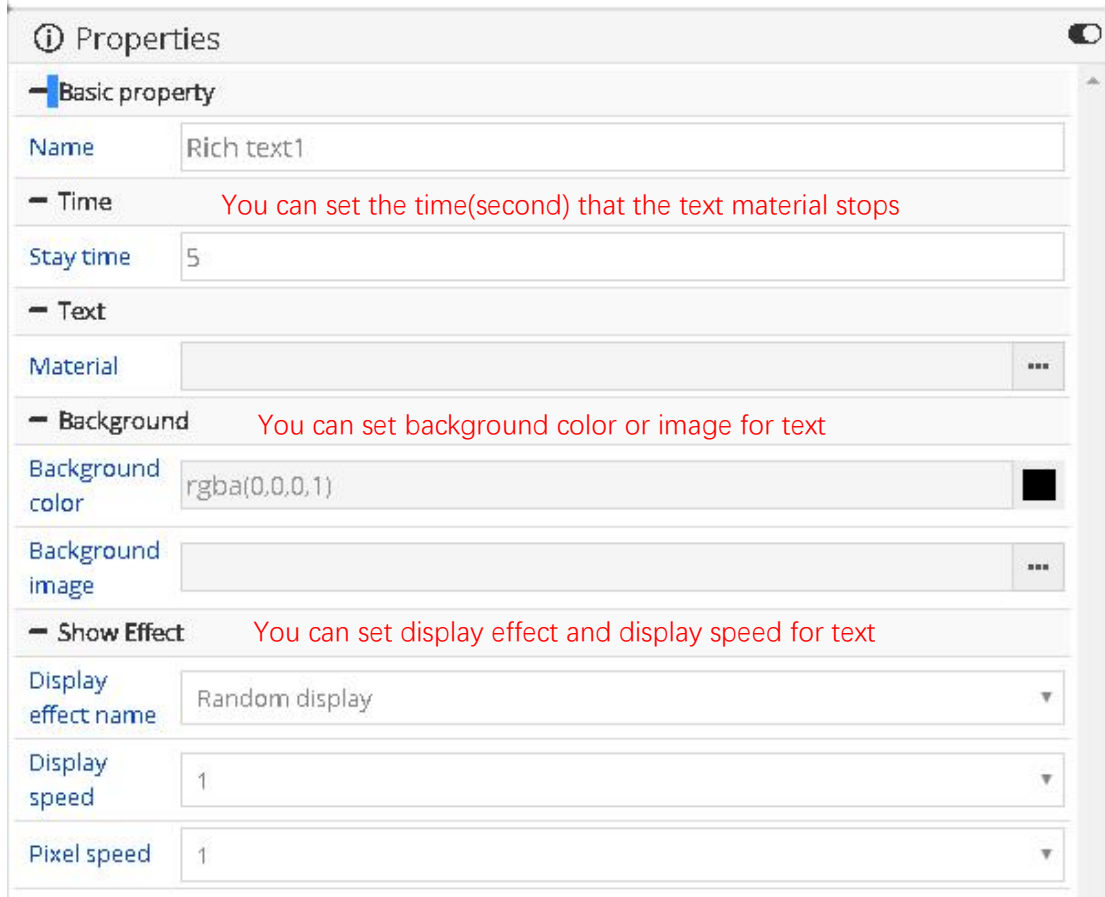 Properties
Basic property
Name Rich text1
Time You can set the time(second) that the text material stops
Stay time 5
Text
Material
Background You can set background color or image for text
Background
color
rgba(0,0,0,1)
Background
image
Show Effect You can set display effect and display speed for text
Display
effect name
Random display
Display
speed
1
Pixel speed 1